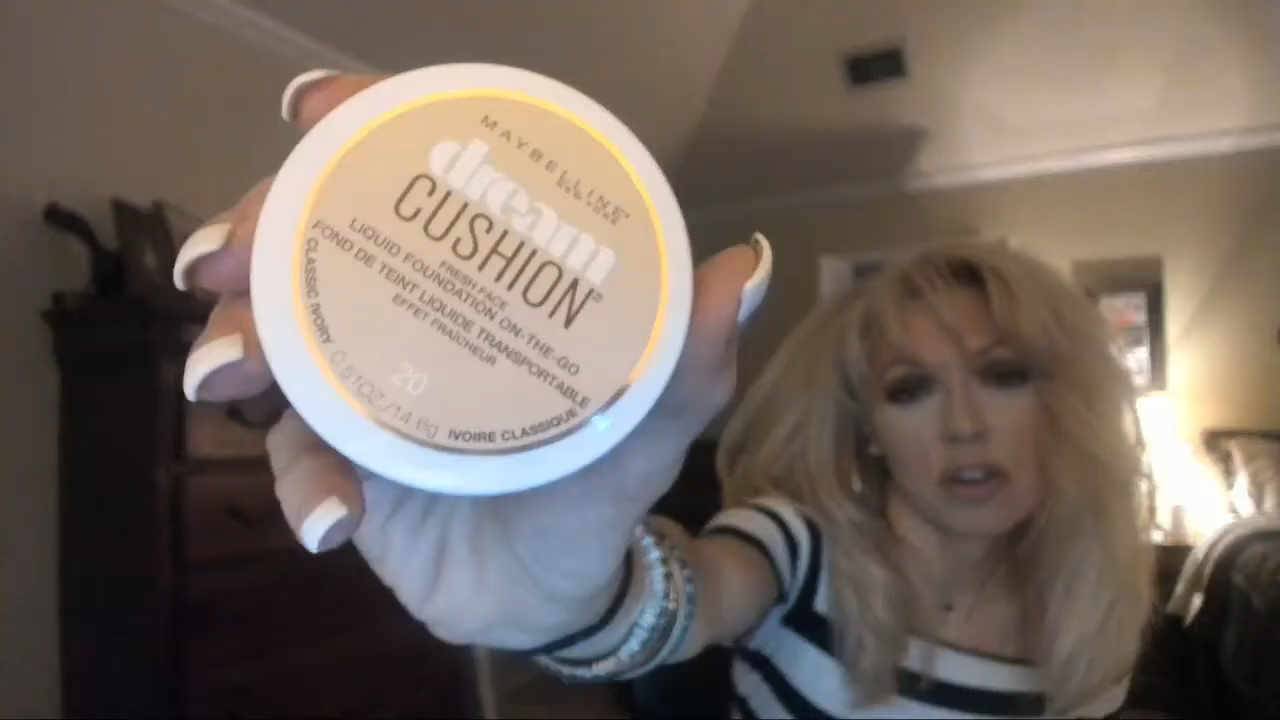 MAYBELLINE
NEW YORK
dream
CUSHION
FRESH FACE
LIQUID FOUNDATION ON-THE-GO
FOND DE TEINT LIQUIDE TRANSPORTABLE
EFFET FRAÎCHEUR
20
CLASSIC IVORY
0.51OZ/14.6g
IVOIRE CLASSIQUE